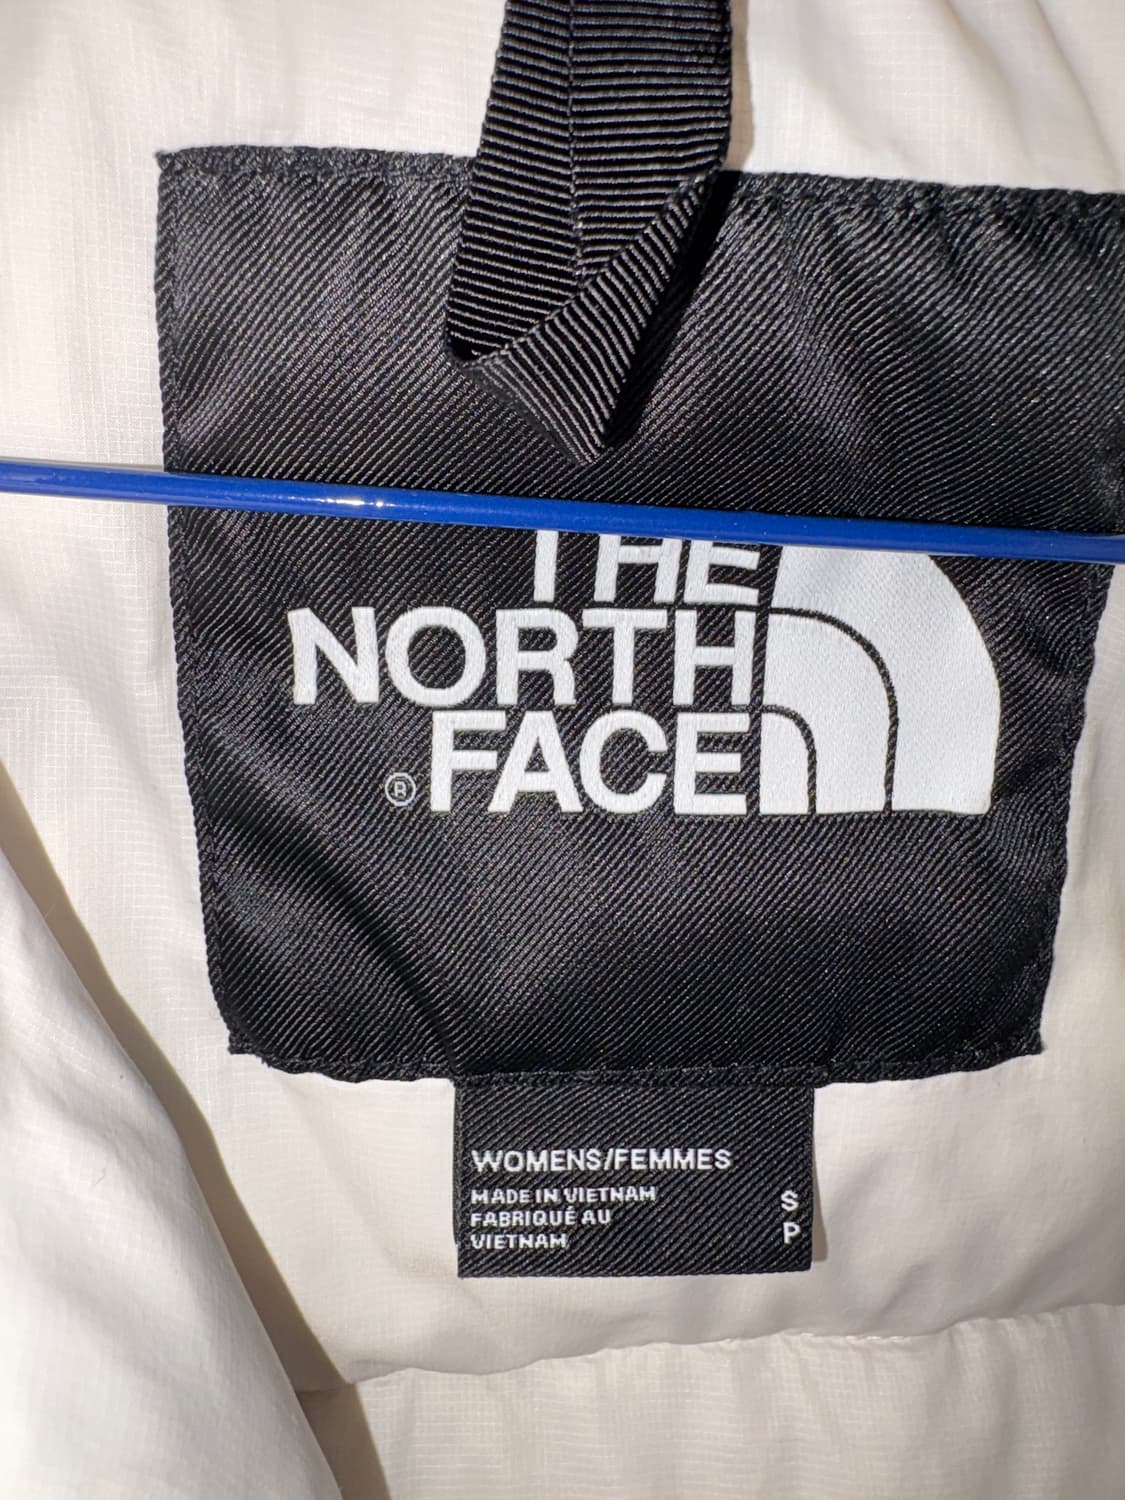 THE
NORTH
FACE
®
WOMENS/FEMMES
MADE IN VIETNAM
FABRIQUÉ AU
VIETNAM
S
P